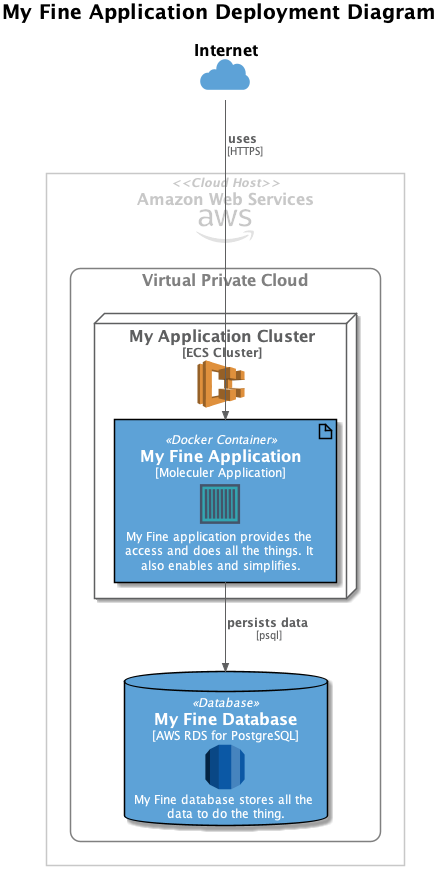 My Fine Application Deployment Diagram
Internet
uses
[HTTPS]
<<Cloud Host>>
Amazon Web Services
aws
Virtual Private Cloud
My Application Cluster
[ECS Cluster]
«Docker Container»
My Fine Application
[Moleculer Application]
My Fine application provides the
access and does all the things. It
also enables and simplifies.
persists data
[psql]
«Database»
My Fine Database
[AWS RDS for PostgreSQL]
My Fine database stores all the
data to do the thing.